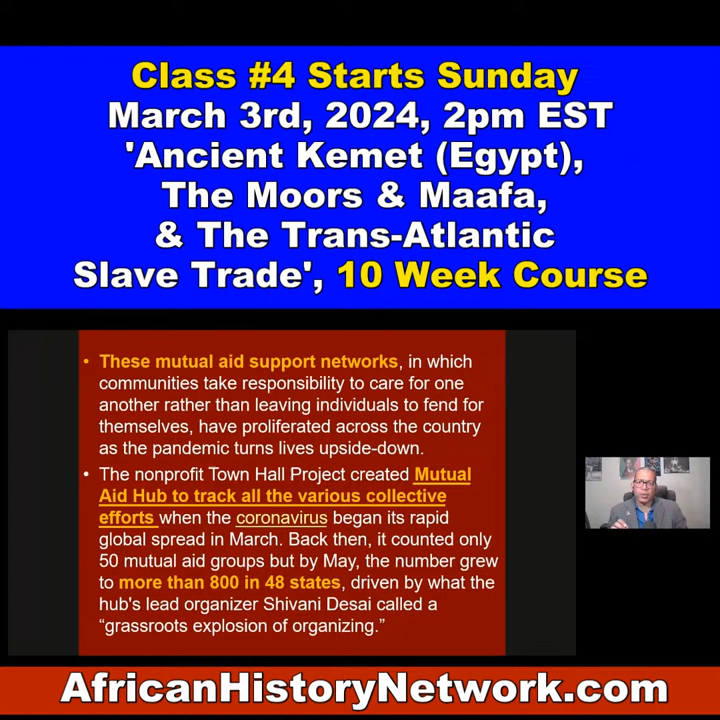 Class #4 Starts Sunday
March 3rd, 2024, 2pm EST
'Ancient Kemet (Egypt),
The Moors & Maafa,
& The Trans-Atlantic
Slave Trade', 10 Week Course
• These mutual aid support networks, in which
communities take responsibility to care for one
another rather than leaving individuals to fend for
themselves, have proliferated across the country
as the pandemic turns lives upside-down.
• The nonprofit Town Hall Project created Mutual
Aid Hub to track all the various collective
efforts when the coronavirus began its rapid
global spread in March. Back then, it counted only
50 mutual aid groups but by May, the number grew
to more than 800 in 48 states, driven by what the
hub's lead organizer Shivani Desai called a
“grassroots explosion of organizing.”
AfricanHistoryNetwork.com